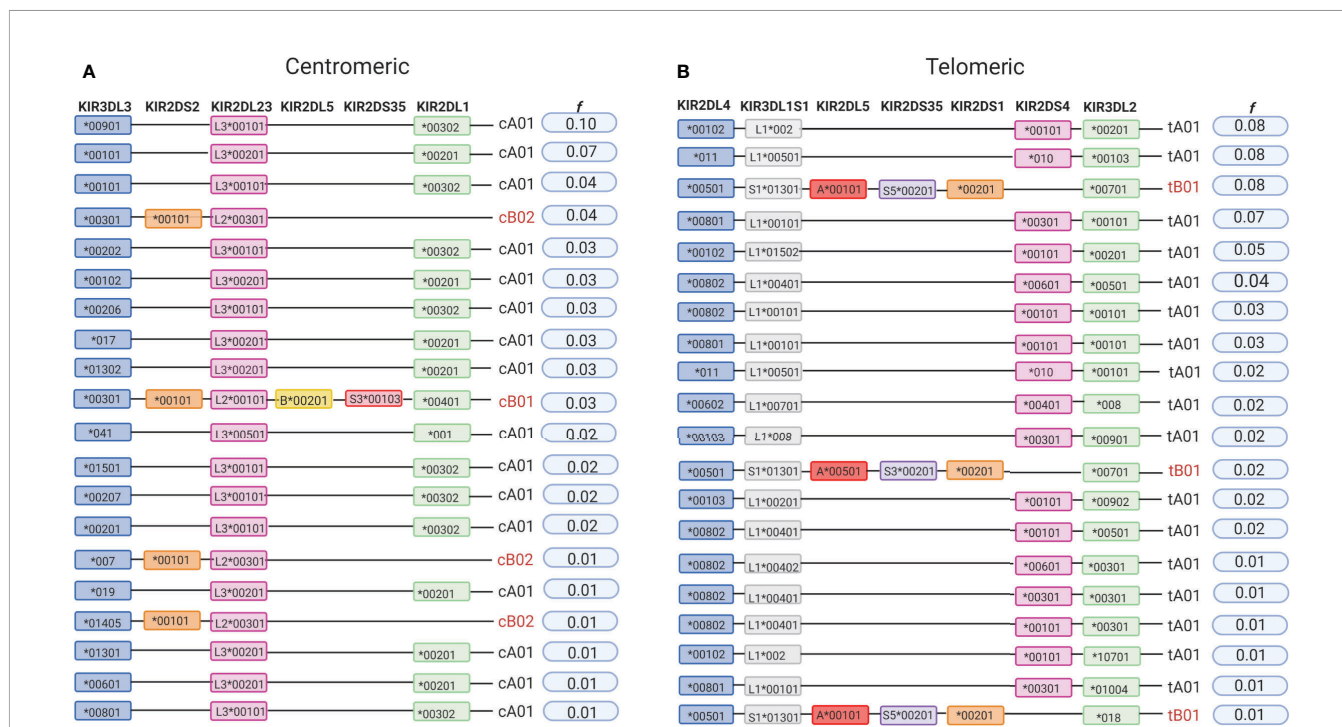 A Centromeric
KIR3DL3 KIR2DS2 KIR2DL23 KIR2DL5 KIR2DS35 KIR2DL1 f
*00901 L3*00101 *00302 cA01 0.10
*00101 L3*00201 *00201 cA01 0.07
*00101 L3*00101 *00302 cA01 0.04
*00301 *00101 L2*00301 cB02 0.04
*00202 L3*00101 *00302 cA01 0.03
*00102 L3*00201 *00201 cA01 0.03
*00206 L3*00101 *00302 cA01 0.03
*017 L3*00201 *00201 cA01 0.03
*01302 L3*00201 *00201 cA01 0.03
*00301 *00101 L2*00101 B*00201 S3*00103 *00401 cB01 0.03
*041 L3*00501 *001 cA01 0.02
*01501 L3*00101 *00302 cA01 0.02
*00207 L3*00101 *00302 cA01 0.02
*00201 L3*00101 *00302 cA01 0.02
*007 *00101 L2*00301 cB02 0.01
*019 L3*00201 *00201 cA01 0.01
*01405 *00101 L2*00301 cB02 0.01
*01301 L3*00201 *00201 cA01 0.01
*00601 L3*00201 *00201 cA01 0.01
*00801 L3*00101 *00302 cA01 0.01
B Telomeric
KIR2DL4 KIR3DL1S1 KIR2DL5 KIR2DS35 KIR2DS1 KIR2DS4 KIR3DL2 f
*00102 L1*002 *00101 *00201 tA01 0.08
*011 L1*00501 *010 *00103 tA01 0.08
*00501 S1*01301 A*00101 S5*00201 *00201 *00701 tB01 0.08
*00801 L1*00101 *00301 *00101 tA01 0.07
*00102 L1*01502 *00101 *00201 tA01 0.05
*00802 L1*00401 *00601 *00501 tA01 0.04
*00802 L1*00101 *00101 *00101 tA01 0.03
*00801 L1*00101 *00101 *00101 tA01 0.03
*011 L1*00501 *010 *00101 tA01 0.02
*00602 L1*00701 *00401 *008 tA01 0.02
*00103 L1*008 *00301 *00901 tA01 0.02
*00501 S1*01301 A*00501 S3*00201 *00201 *00701 tB01 0.02
*00103 L1*00201 *00101 *00902 tA01 0.02
*00802 L1*00401 *00101 *00501 tA01 0.02
*00802 L1*00402 *00601 *00301 tA01 0.01
*00802 L1*00401 *00301 *00301 tA01 0.01
*00802 L1*00401 *00101 *00301 tA01 0.01
*00102 L1*002 *00101 *10701 tA01 0.01
*00801 L1*00101 *00301 *01004 tA01 0.01
*00501 S1*01301 A*00101 S5*00201 *00201 *018 tB01 0.01